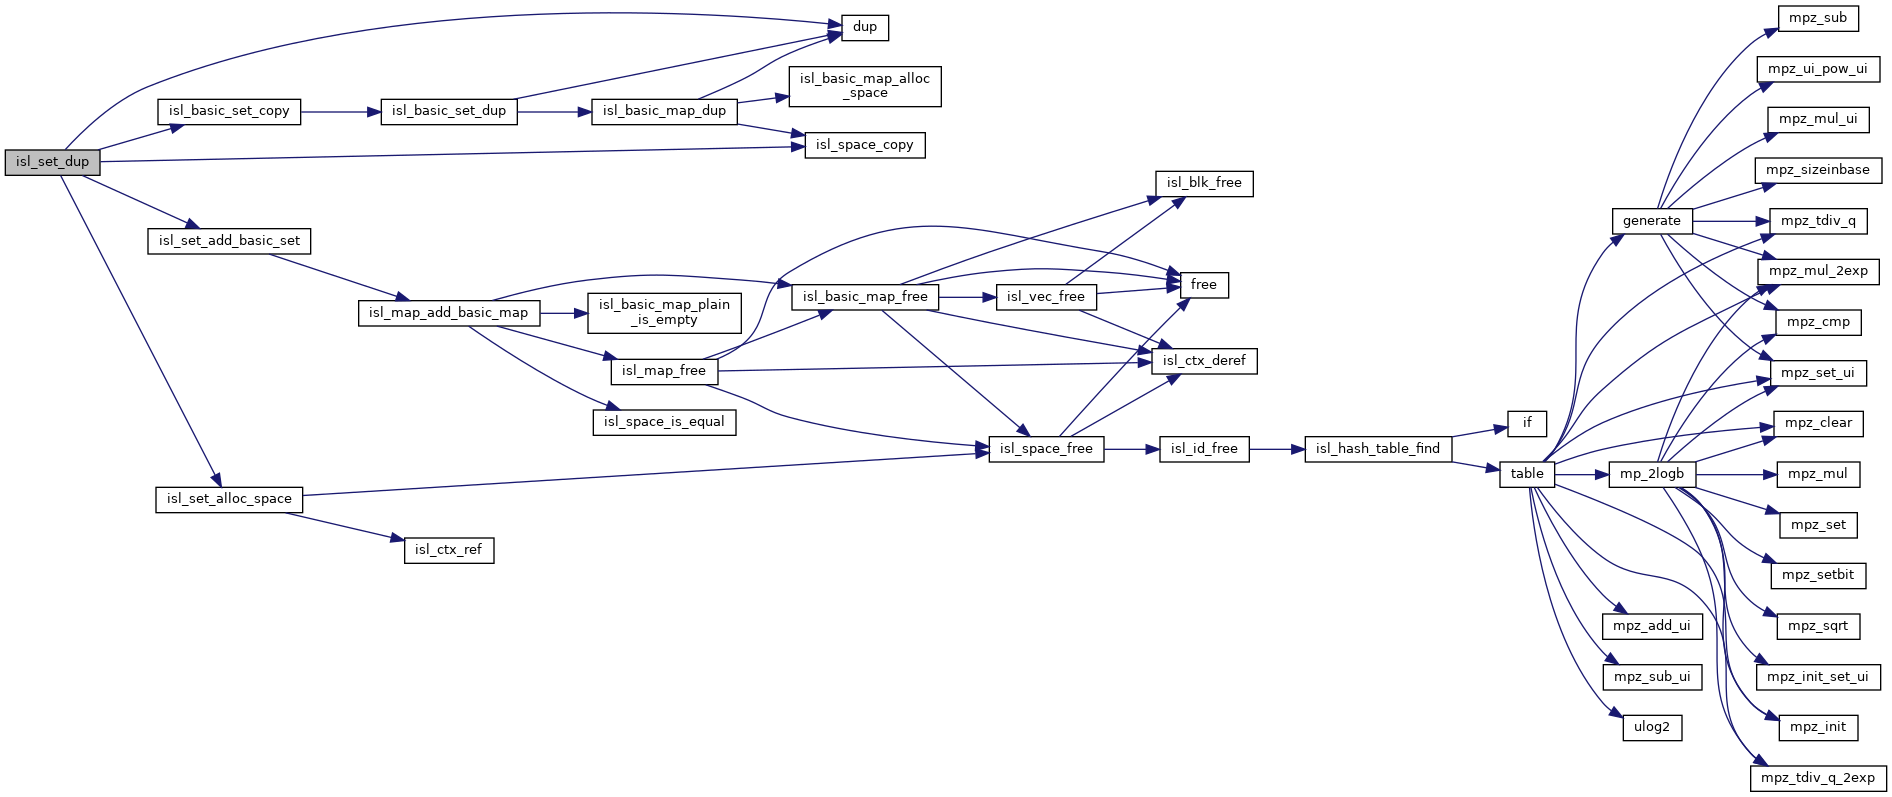 isl_set_dup
isl_basic_set_copy
isl_set_add_basic_set
isl_set_alloc_space
isl_basic_set_dup
isl_map_add_basic_map
isl_ctx_ref
isl_basic_map_dup
isl_basic_map_plain
_is_empty
isl_map_free
isl_space_is_equal
dup
isl_basic_map_alloc
_space
isl_space_copy
isl_basic_map_free
isl_vec_free
isl_space_free
isl_blk_free
free
isl_ctx_deref
isl_id_free
isl_hash_table_find
if
table
generate
mp_2logb
mpz_add_ui
mpz_sub_ui
ulog2
mpz_sub
mpz_ui_pow_ui
mpz_mul_ui
mpz_sizeinbase
mpz_tdiv_q
mpz_mul_2exp
mpz_cmp
mpz_set_ui
mpz_clear
mpz_mul
mpz_set
mpz_setbit
mpz_sqrt
mpz_init_set_ui
mpz_init
mpz_tdiv_q_2exp